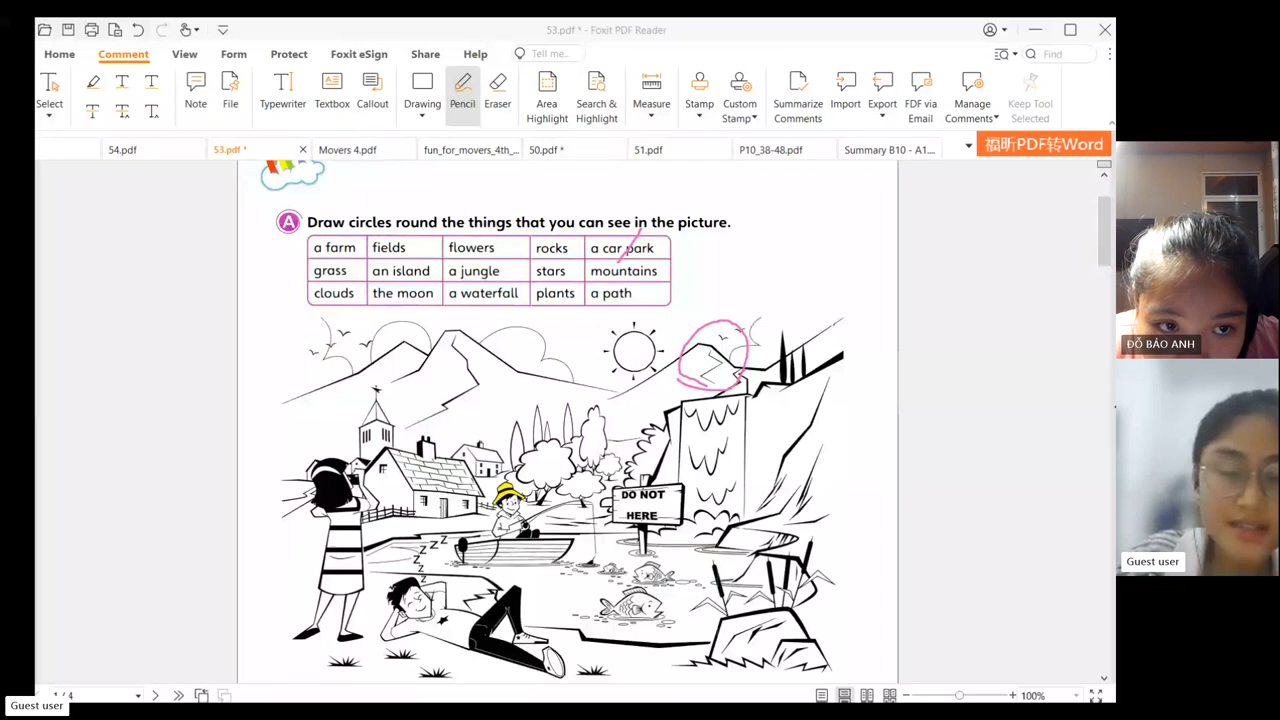 53.pdf * - Foxit PDF Reader
Home Comment View Form Protect Foxit eSign Share Help Tell me... Find
Select Note File Typewriter Textbox Callout Drawing Pencil Eraser Area Highlight Search & Highlight Measure Stamp Custom Stamp Summarize Comments Import Export FDF via Email Manage Comments Keep Tool Selected
54.pdf 53.pdf * Movers 4.pdf fun_for_movers_4th_... 50.pdf * 51.pdf P10_38-48.pdf Summary B10 - A1.... 福昕PDF转Word
A Draw circles round the things that you can see in the picture.
a farm fields flowers rocks a car park
grass an island a jungle stars mountains
clouds the moon a waterfall plants a path
DO NOT
HERE
z z z z z z
ĐỖ BẢO ANH
Guest user
1 / 4 100%
Guest user